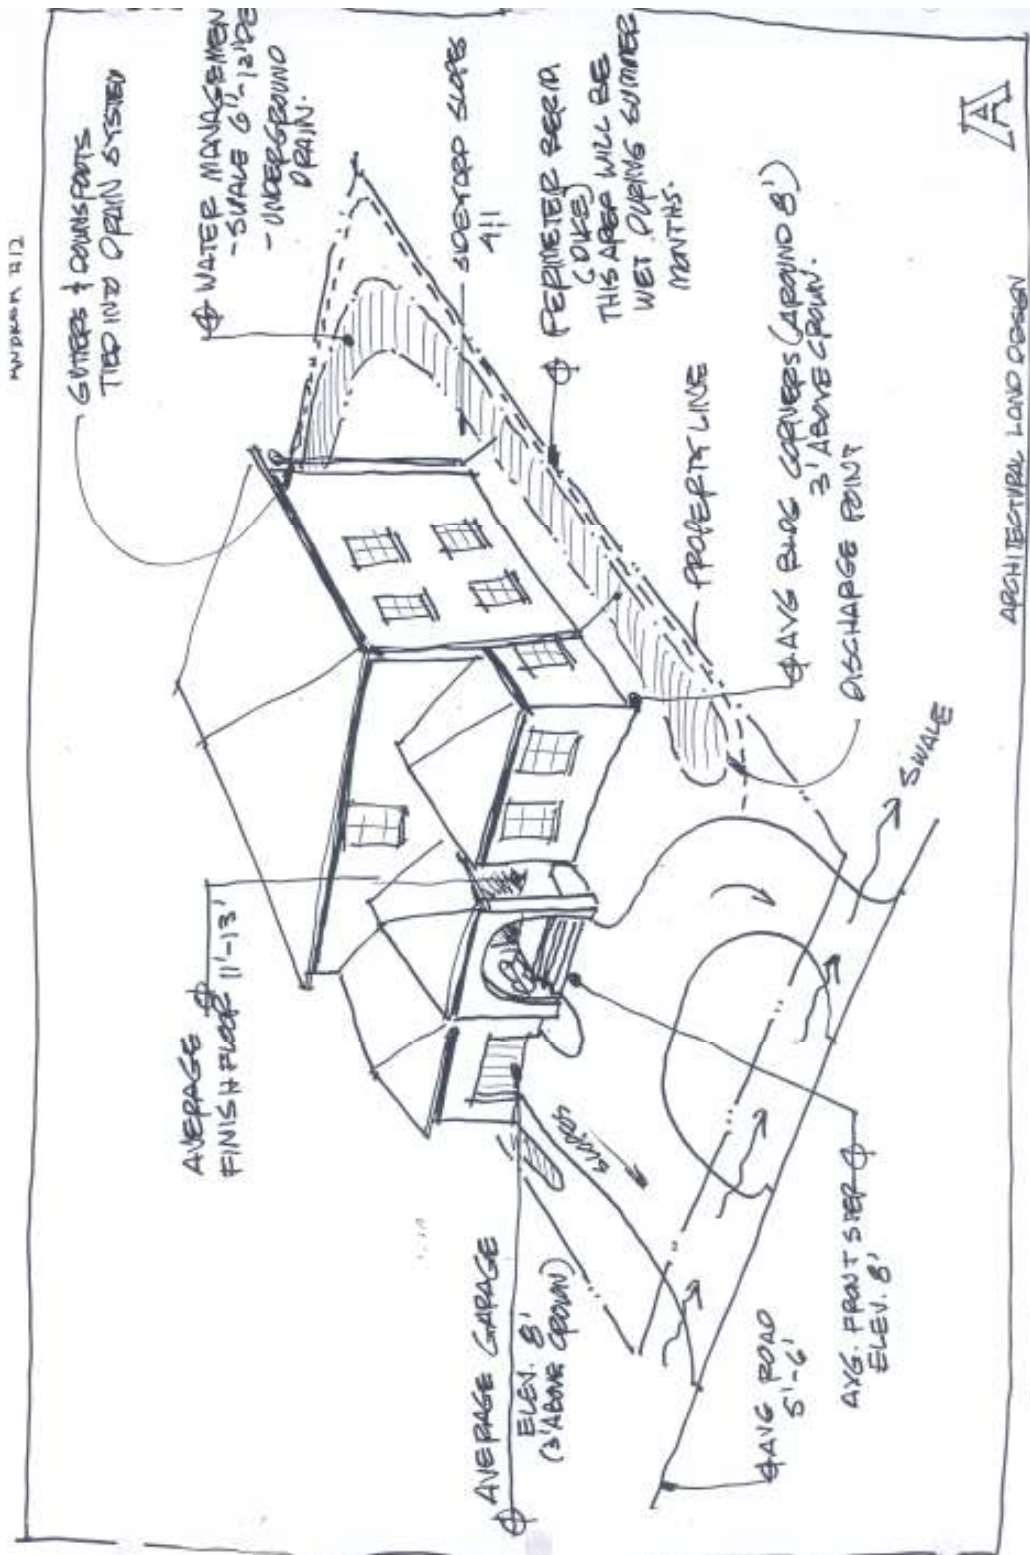 GUTTERS & DOWNSPOUTS
TIED INTO DRAIN SYSTEM
WATER MANAGEMEN
- SWALE 6"-12" DE
- UNDERGROUND
DRAIN.
SIDEYARD SLOPES
4:1
PERIMETER BERM
(DIKE)
THIS AREA WILL BE
WET DURING SUMMER
MONTHS.
PROPERTY LINE
AVG BLDG CORNERS (AROUND 8')
3' ABOVE CROWN.
DISCHARGE POINT
SWALE
AVERAGE
FINISH FLOOR 11'-13'
SLOPES
AVERAGE GARAGE
ELEV. 8'
(3' ABOVE CROWN)
AVG ROAD
5'-6'
AVG. FRONT STEP
ELEV. 8'
ARCHITECTURAL LAND DESIGN
A